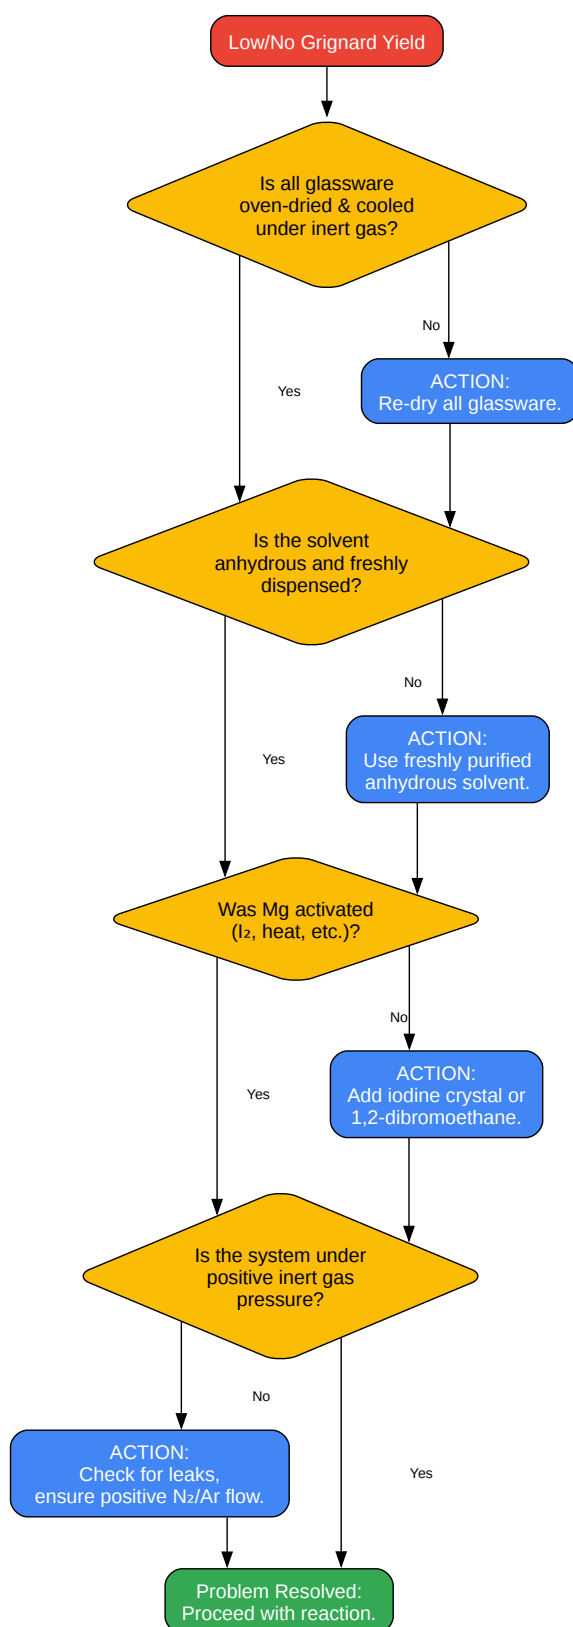 Low/No Grignard Yield
Is all glassware
oven-dried & cooled
under inert gas?
No
Yes
ACTION:
Re-dry all glassware.
Is the solvent
anhydrous and freshly
dispensed?
No
Yes
ACTION:
Use freshly purified
anhydrous solvent.
Was Mg activated
(I₂, heat, etc.)?
No
Yes
ACTION:
Add iodine crystal or
1,2-dibromoethane.
Is the system under
positive inert gas
pressure?
No
Yes
ACTION:
Check for leaks,
ensure positive N₂/Ar flow.
Problem Resolved:
Proceed with reaction.